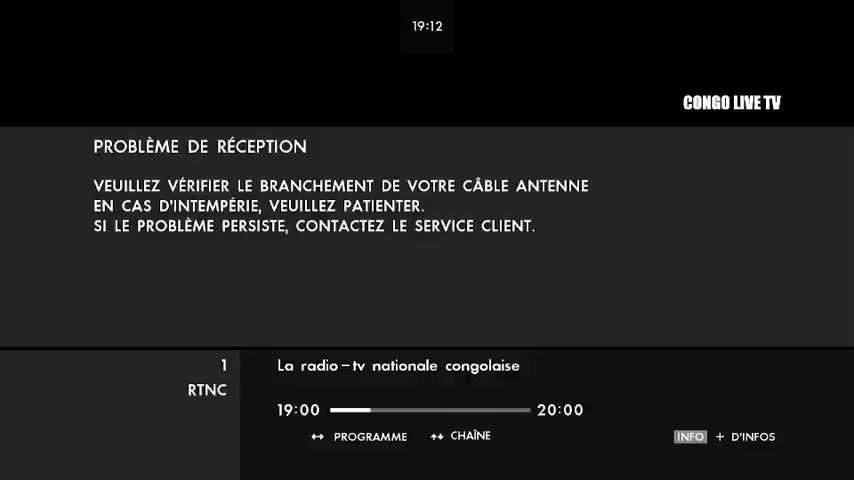 19:12
CONGO LIVE TV
PROBLÈME DE RÉCEPTION
VEUILLEZ VÉRIFIER LE BRANCHEMENT DE VOTRE CÂBLE ANTENNE
EN CAS D'INTEMPÉRIE, VEUILLEZ PATIENTER.
SI LE PROBLÈME PERSISTE, CONTACTEZ LE SERVICE CLIENT.
1 La radio-tv nationale congolaise
RTNC
19:00 20:00
↔ PROGRAMME ↑↓ CHAÎNE INFO + D'INFOS